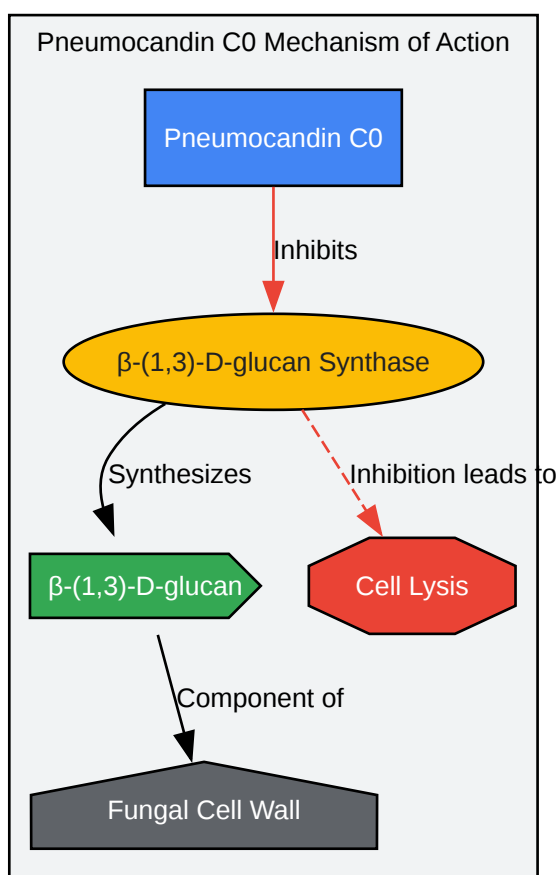 Pneumocandin C0 Mechanism of Action
Pneumocandin C0
Inhibits
β-(1,3)-D-glucan Synthase
Synthesizes
Inhibition leads to
β-(1,3)-D-glucan
Cell Lysis
Component of
Fungal Cell Wall